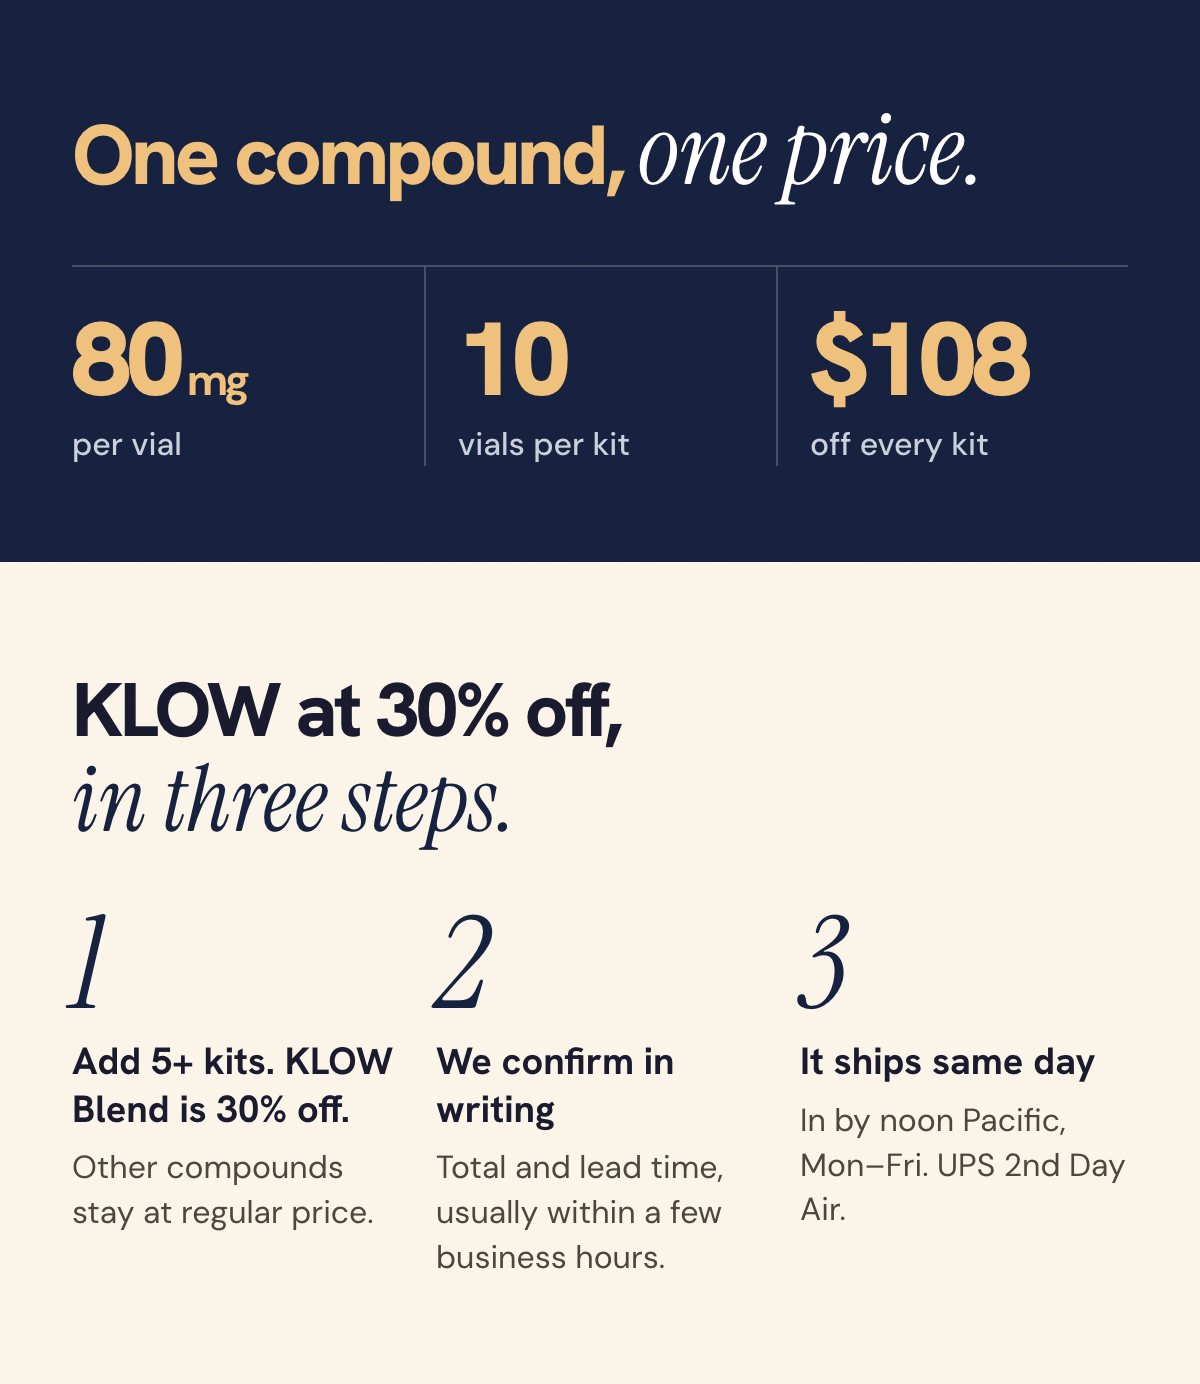 One compound, one price.
80 mg
per vial
10
vials per kit
$108
off every kit
KLOW at 30% off,
in three steps.
1
Add 5+ kits. KLOW
Blend is 30% off.
Other compounds
stay at regular price.
2
We confirm in
writing
Total and lead time,
usually within a few
business hours.
3
It ships same day
In by noon Pacific,
Mon–Fri. UPS 2nd Day
Air.